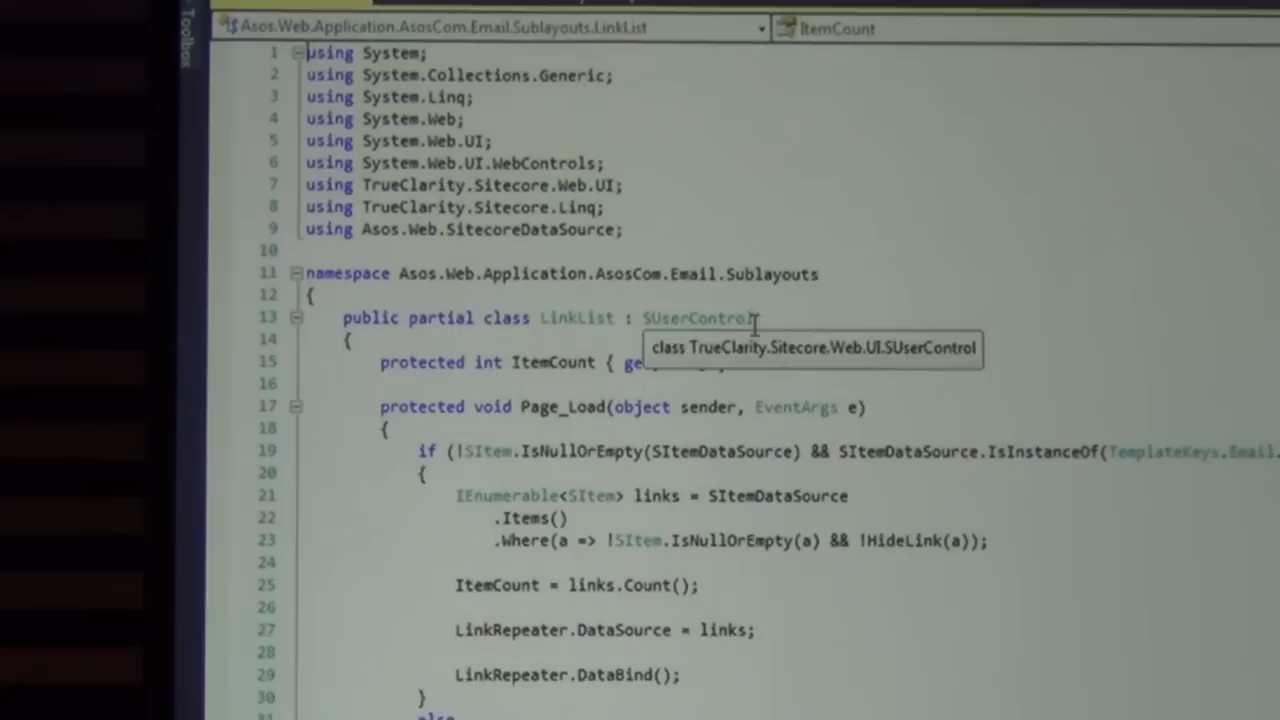 Toolbox
Asos.Web.Application.AsosCom.Email.Sublayouts.LinkList
ItemCount
1 using System;
2 using System.Collections.Generic;
3 using System.Linq;
4 using System.Web;
5 using System.Web.UI;
6 using System.Web.UI.WebControls;
7 using TrueClarity.Sitecore.Web.UI;
8 using TrueClarity.Sitecore.Linq;
9 using Asos.Web.SitecoreDataSource;
10
11 namespace Asos.Web.Application.AsosCom.Email.Sublayouts
12 {
13 public partial class LinkList : SUserControl
14 {
class TrueClarity.Sitecore.Web.UI.SUserControl
15 protected int ItemCount { ge
16
17 protected void Page_Load(object sender, EventArgs e)
18 {
19 if (!SItem.IsNullOrEmpty(SItemDataSource) && SItemDataSource.IsInstanceOf(TemplateKeys.Email.
20 {
21 IEnumerable<SItem> links = SItemDataSource
22 .Items()
23 .Where(a => !SItem.IsNullOrEmpty(a) && !HideLink(a));
24
25 ItemCount = links.Count();
26
27 LinkRepeater.DataSource = links;
28
29 LinkRepeater.DataBind();
30 }
else